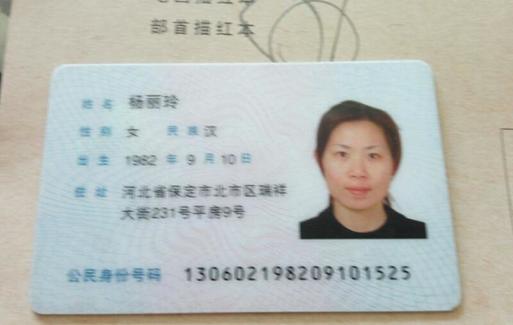 部首描红本
姓名 杨丽玲
性别 女 民族 汉
出生 1982 年 9 月 10 日
住址 河北省保定市北市区瑞祥
大街231号平房9号
公民身份号码 130602198209101525